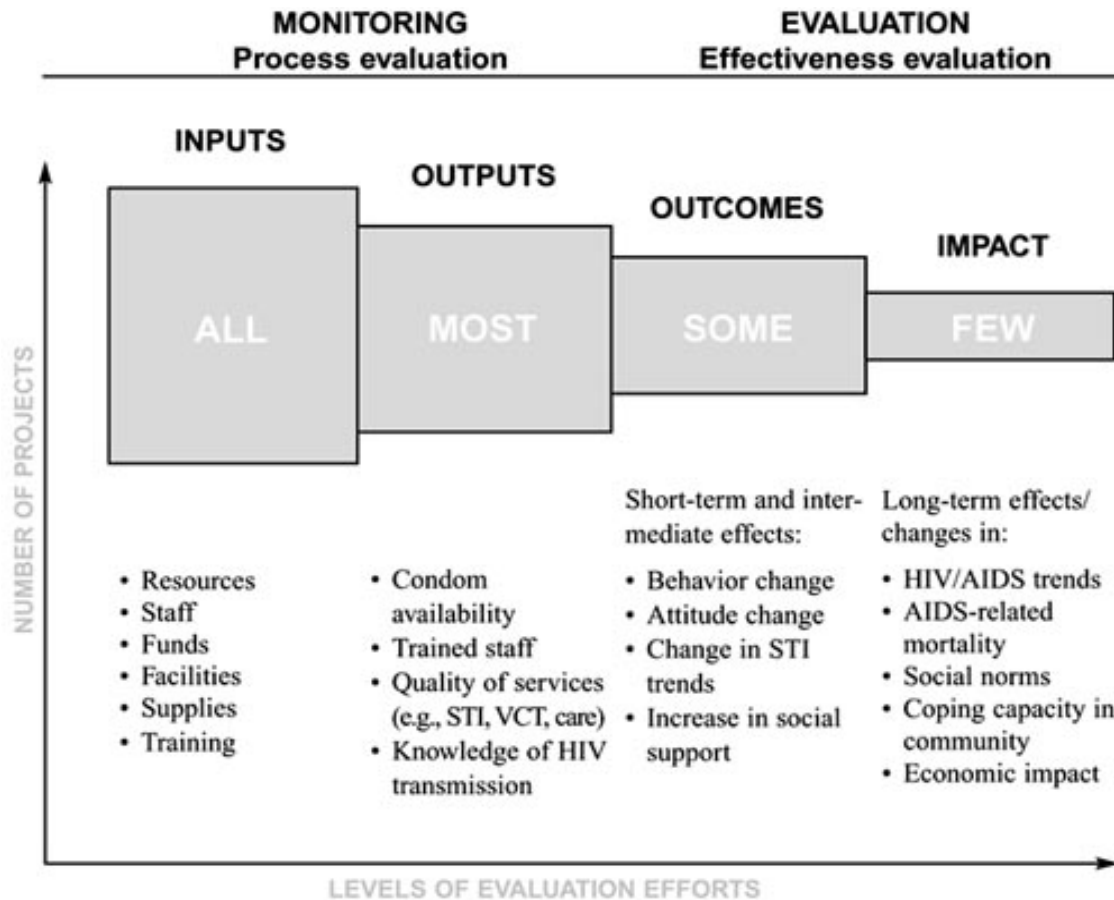 MONITORING
Process evaluation
EVALUATION
Effectiveness evaluation
INPUTS
OUTPUTS
OUTCOMES
IMPACT
ALL
MOST
SOME
FEW
NUMBER OF PROJECTS
• Resources
• Staff
• Funds
• Facilities
• Supplies
• Training
• Condom
availability
• Trained staff
• Quality of services
(e.g., STI, VCT, care)
• Knowledge of HIV
transmission
Short-term and inter-
mediate effects:
• Behavior change
• Attitude change
• Change in STI
trends
• Increase in social
support
Long-term effects/
changes in:
• HIV/AIDS trends
• AIDS-related
mortality
• Social norms
• Coping capacity in
community
• Economic impact
LEVELS OF EVALUATION EFFORTS